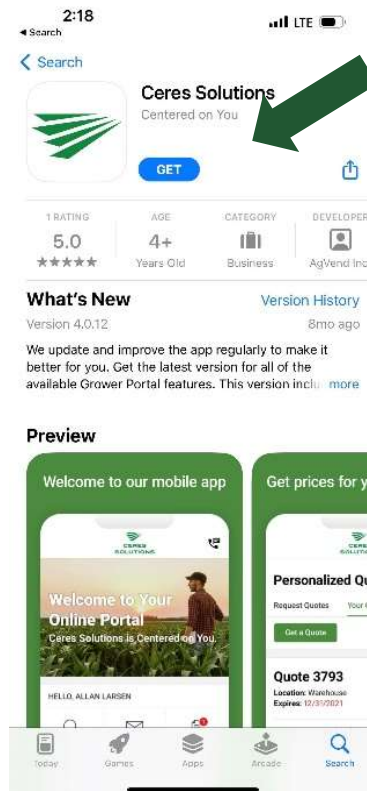 2:18
LTE
Search
Search
Ceres Solutions
Centered on You
GET
1 RATING
AGE
CATEGORY
DEVELOPER
5.0
4+
Years Old
Business
AgVend Inc
What's New
Version History
Version 4.0.12
8mo ago
We update and improve the app regularly to make it
better for you. Get the latest version for all of the
available Grower Portal features. This version inclu more
Preview
Welcome to our mobile app
Get prices for y
CERES
SOLUTIONS
CERES
SOLUTI
Welcome to Your
Online Portal
Ceres Solutions is Centered on You.
HELLO, ALLAN LARSEN
Personalized Qu
Request Quotes
Your
Get a Quote
Quote 3793
Location: Warehouse
Expires: 12/31/2021
Today
Games
Apps
Arcade
Search